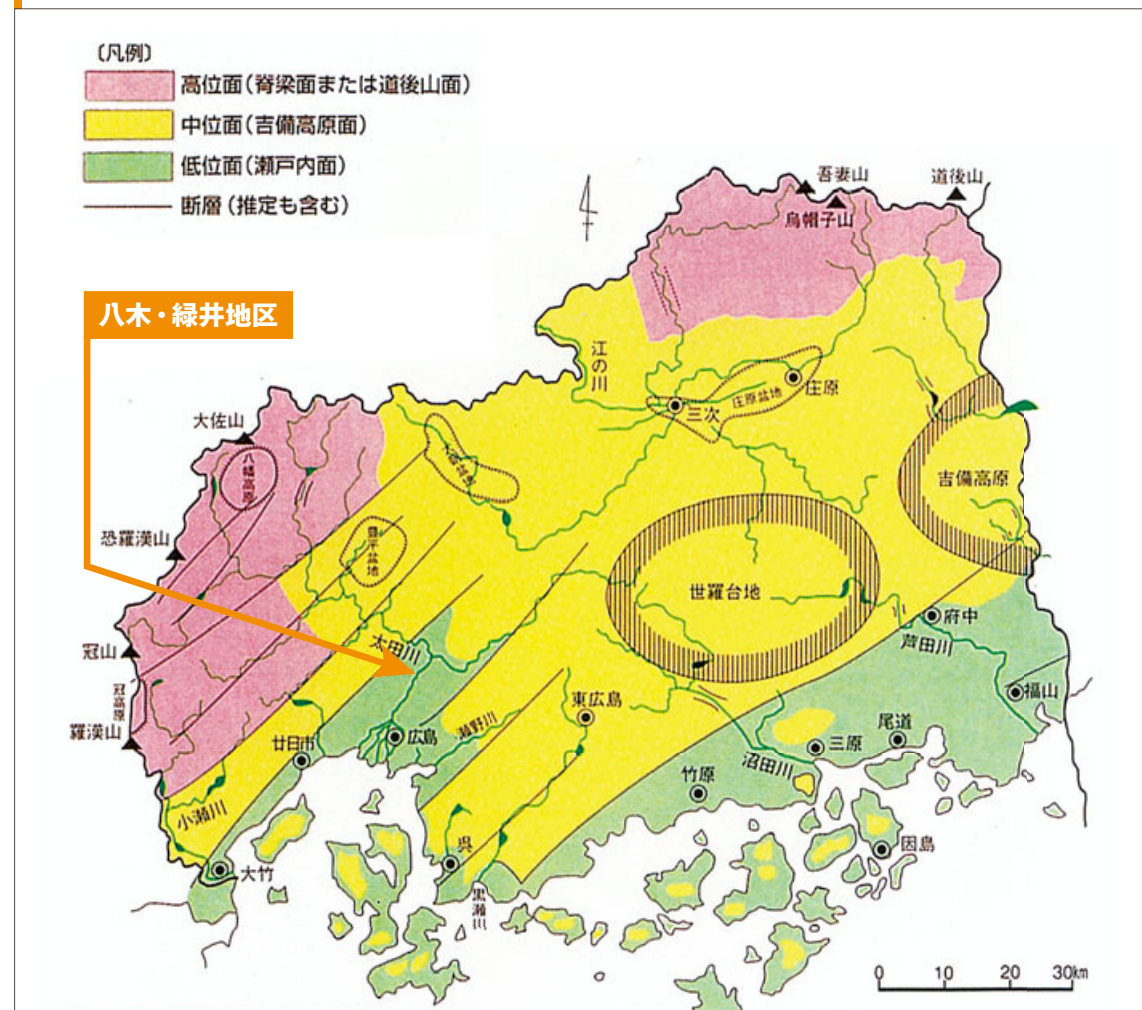 〔凡例〕
高位面(脊梁面または道後山面)
中位面(吉備高原面)
低位面(瀬戸内面)
断層(推定も含む)
吾妻山
道後山
烏帽子山
八木・緑井地区
江の川
庄原
庄原盆地
三次
大佐山
八幡高原
吉備高原
恐羅漢山
豊平盆地
世羅台地
府中
太田川
芦田川
冠山
冠高原
福山
羅漢山
東広島
瀬野川
廿日市
広島
尾道
三原
沼田川
竹原
小瀬川
呉
因島
大竹
黒瀬川
0 10 20 30km